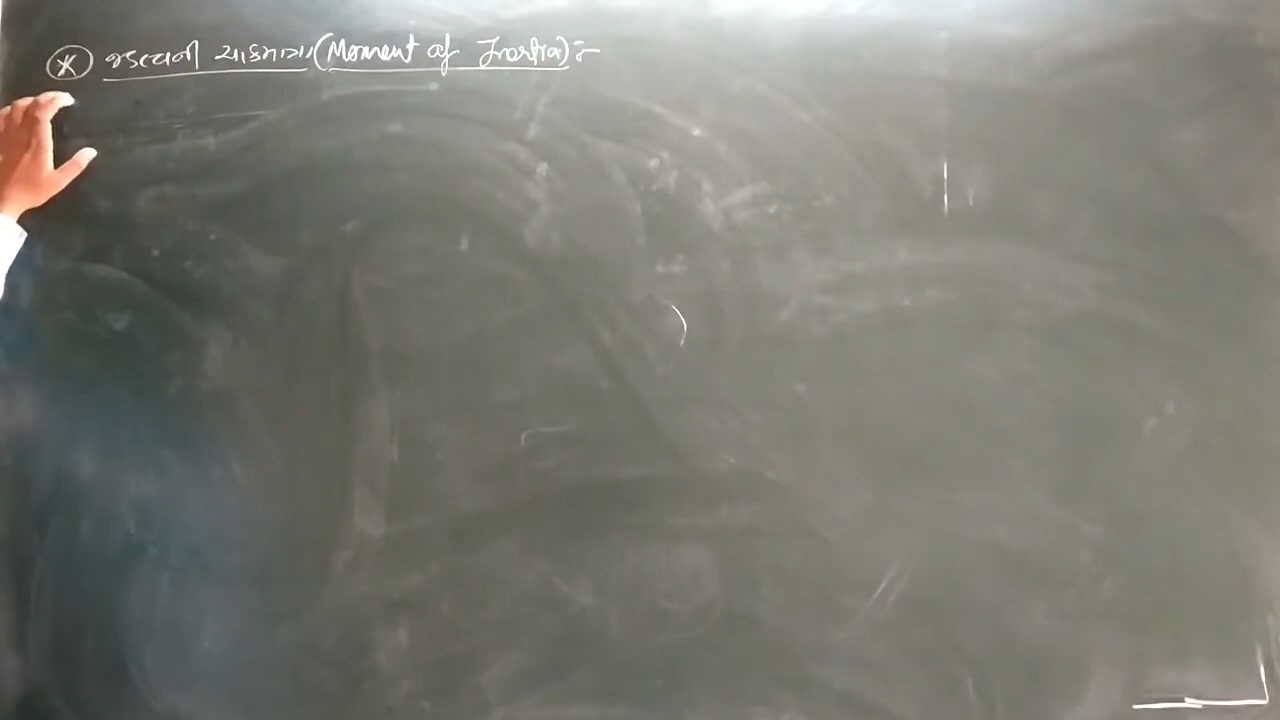 જડત્વની ચાકમાત્રા (Moment of Inertia) :-